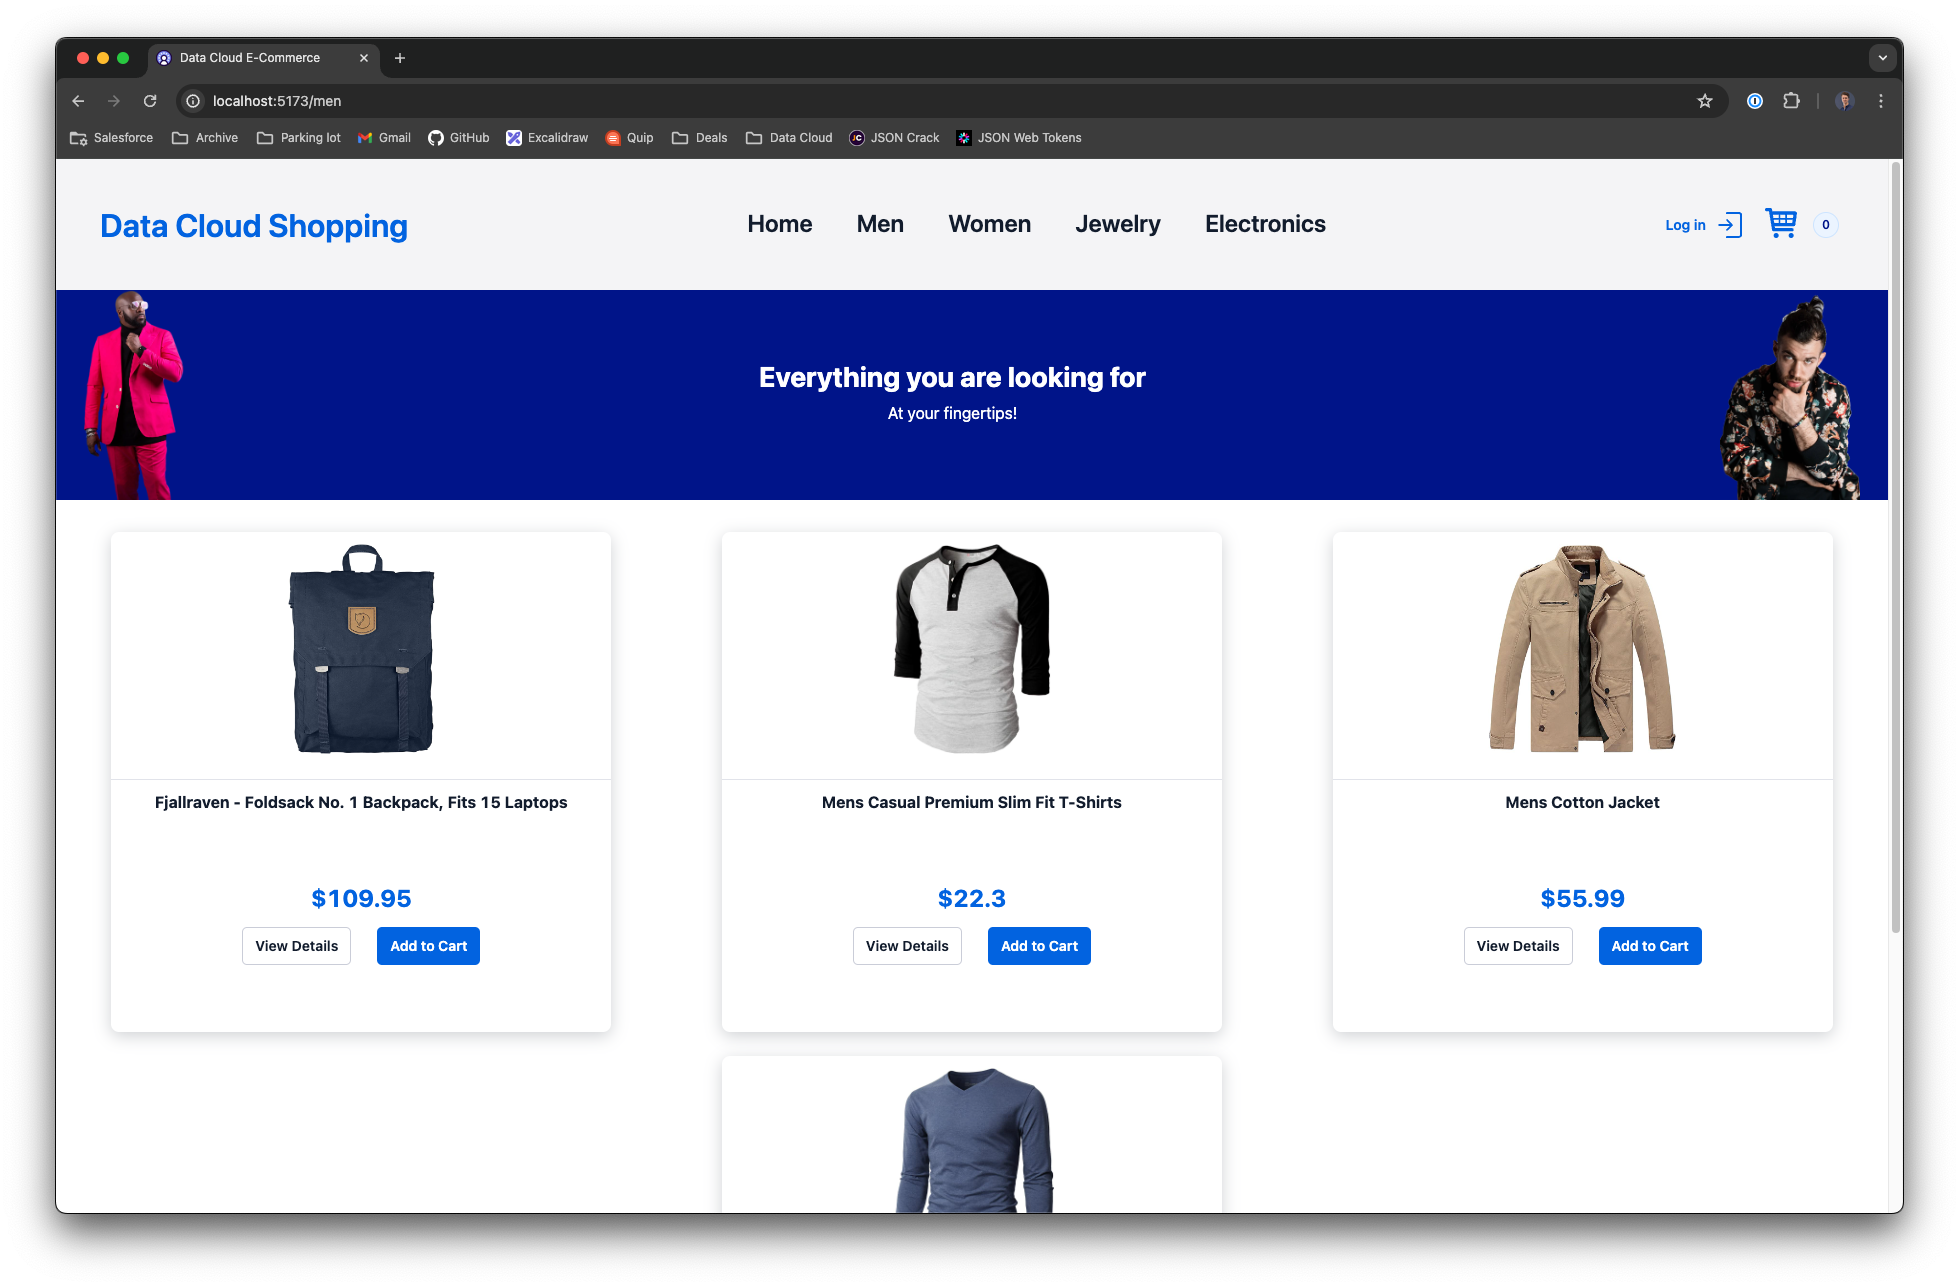 Data Cloud E-Commerce
localhost:5173/men
Salesforce Archive Parking lot Gmail GitHub Excalidraw Quip Deals Data Cloud JSON Crack JSON Web Tokens
Data Cloud Shopping
Home Men Women Jewelry Electronics
Log in 0
Everything you are looking for
At your fingertips!
Fjallraven - Foldsack No. 1 Backpack, Fits 15 Laptops
$109.95
View Details Add to Cart
Mens Casual Premium Slim Fit T-Shirts
$22.3
View Details Add to Cart
Mens Cotton Jacket
$55.99
View Details Add to Cart